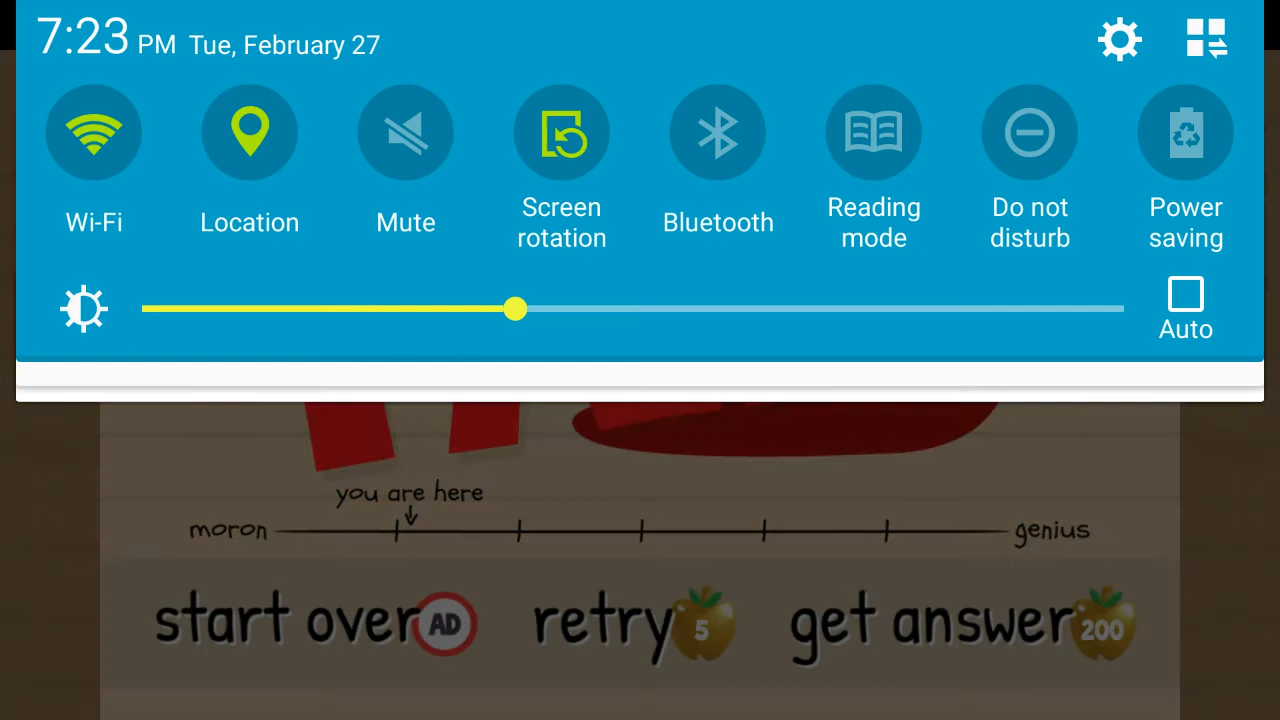 7:23 PM Tue, February 27
Wi-Fi
Location
Mute
Screen
rotation
Bluetooth
Reading
mode
Do not
disturb
Power
saving
Auto
you are here
moron
genius
start over AD
retry 5
get answer 200